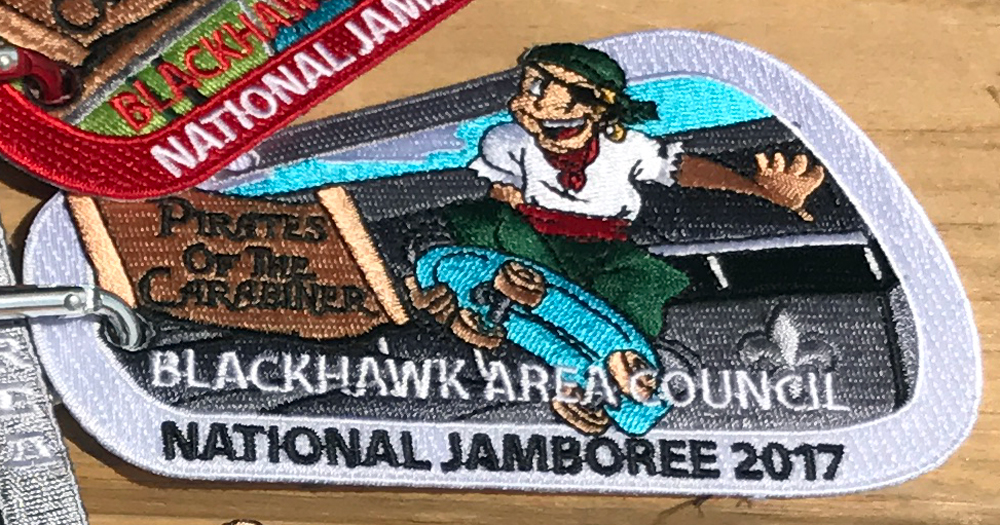 BLACKHAW
NATIONAL JAM
PIRATES
OF THE
CARABINER
BLACKHAWK AREA COUNCIL
NATIONAL JAMBOREE 2017